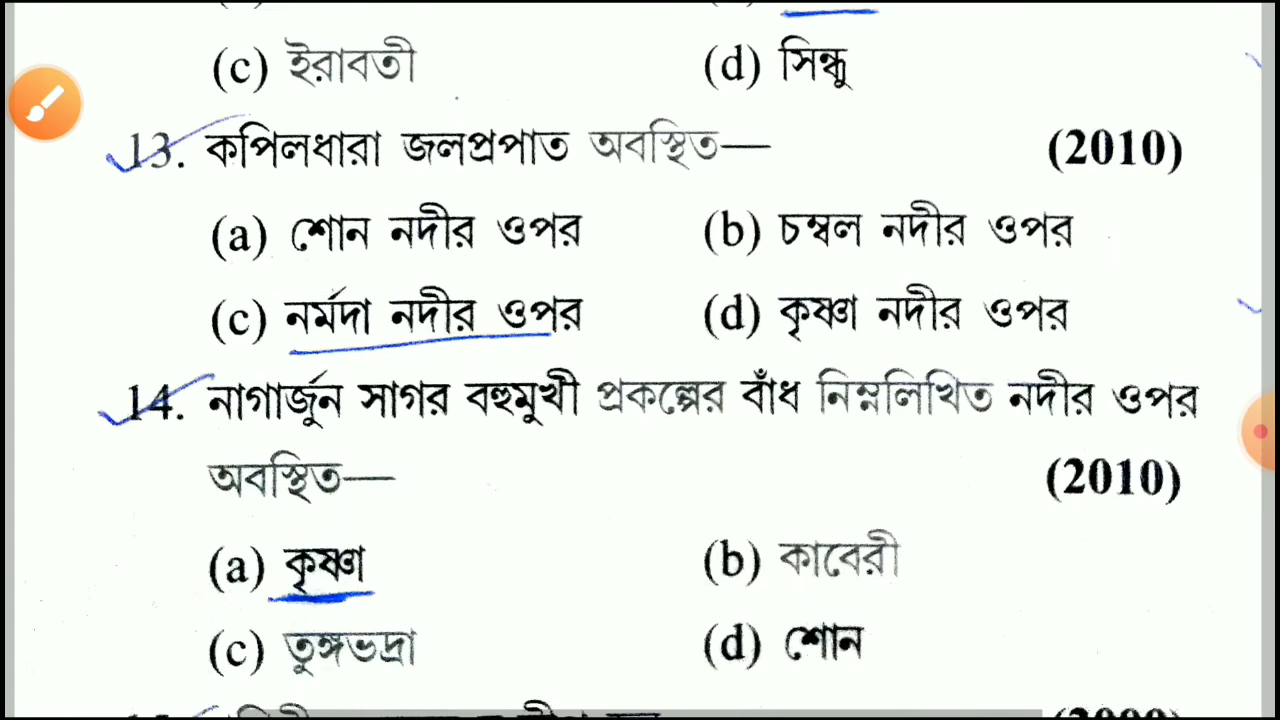 (c) ইরাবতী (d) সিন্ধু
13. কপিলধারা জলপ্রপাত অবস্থিত— (2010)
(a) শোন নদীর ওপর (b) চম্বল নদীর ওপর
(c) নর্মদা নদীর ওপর (d) কৃষ্ণা নদীর ওপর
14. নাগার্জুন সাগর বহুমুখী প্রকল্পের বাঁধ নিম্নলিখিত নদীর ওপর
অবস্থিত— (2010)
(a) কৃষ্ণা (b) কাবেরী
(c) তুঙ্গভদ্রা (d) শোন